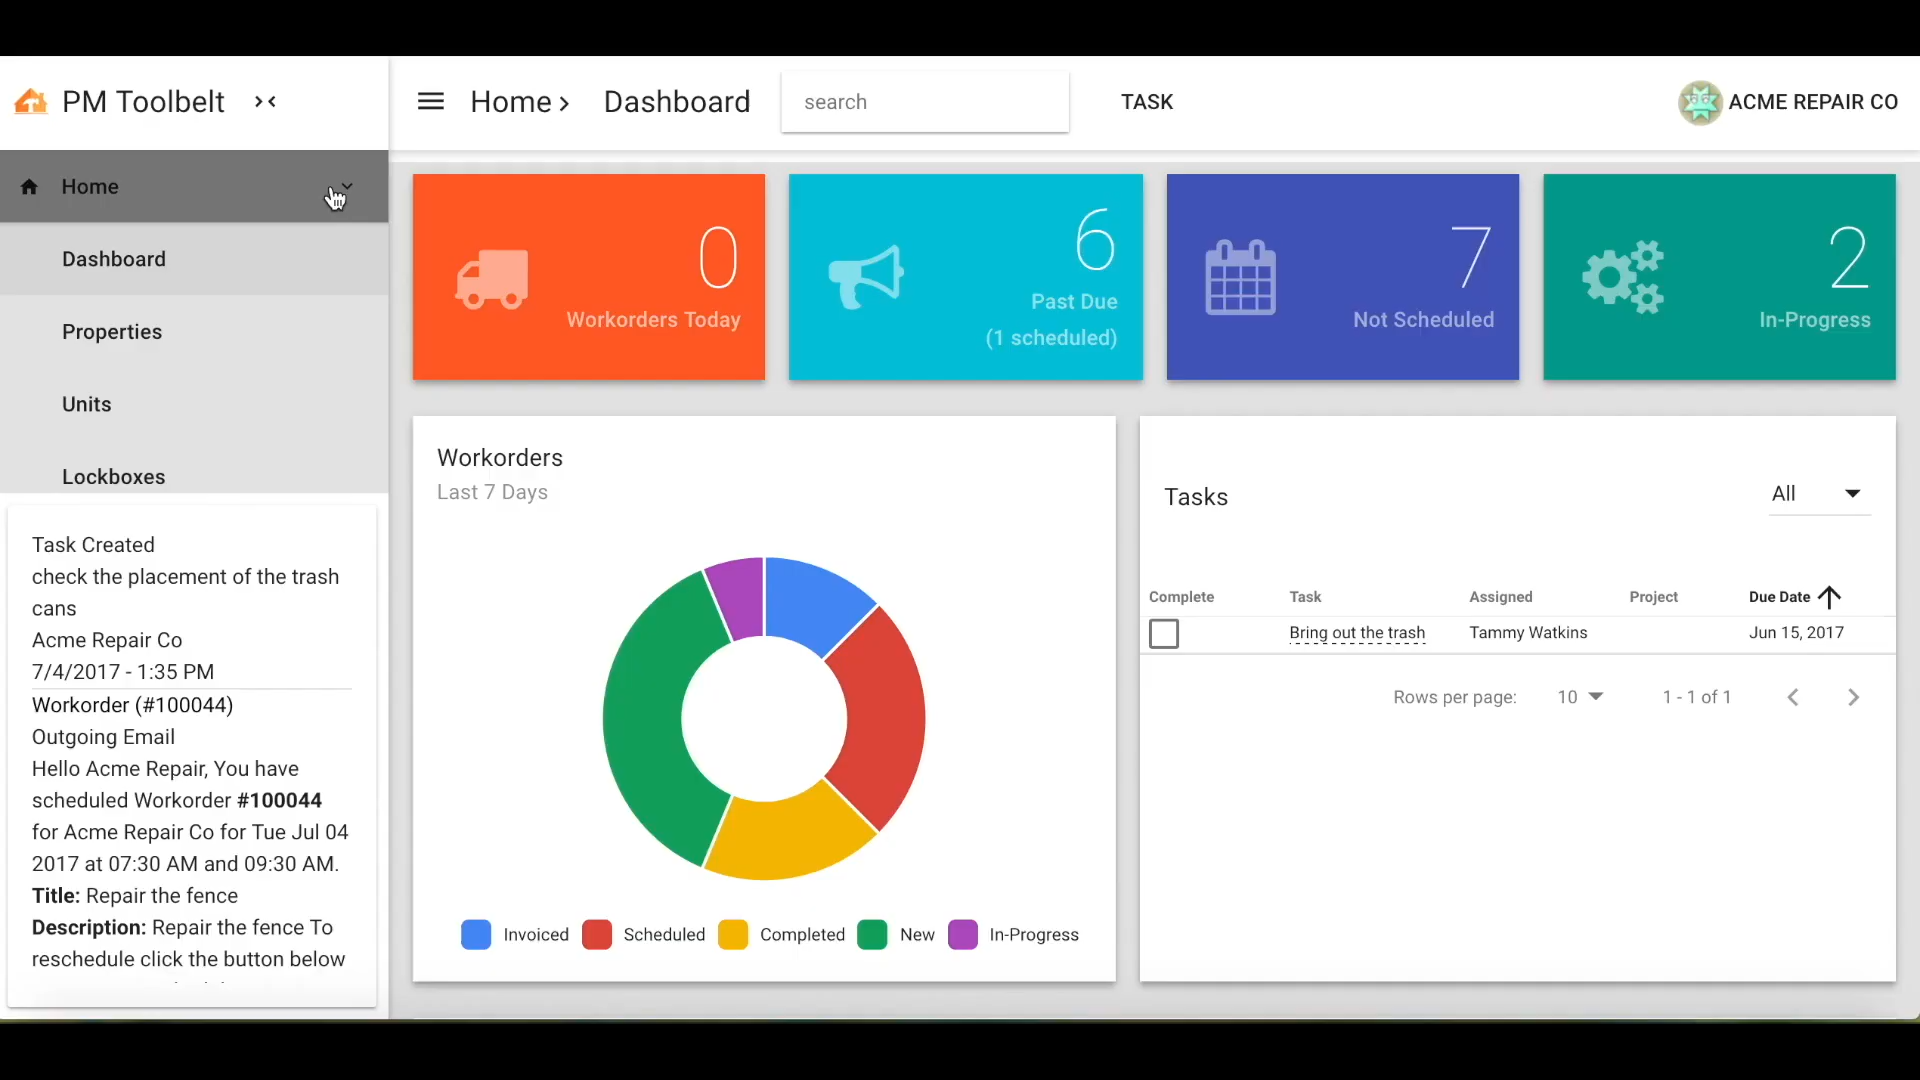 PM Toolbelt
Home
Dashboard
Properties
Units
Lockboxes
Task Created
check the placement of the trash
cans
Acme Repair Co
7/4/2017 - 1:35 PM
Workorder (#100044)
Outgoing Email
Hello Acme Repair, You have
scheduled Workorder #100044
for Acme Repair Co for Tue Jul 04
2017 at 07:30 AM and 09:30 AM.
Title: Repair the fence
Description: Repair the fence To
reschedule click the button below
Home › Dashboard search TASK ACME REPAIR CO
0
Workorders Today
6
Past Due
(1 scheduled)
7
Not Scheduled
2
In-Progress
Workorders
Last 7 Days
Invoiced Scheduled Completed New In-Progress
Tasks
All
Complete Task Assigned Project Due Date
Bring out the trash Tammy Watkins Jun 15, 2017
Rows per page: 10 1 - 1 of 1